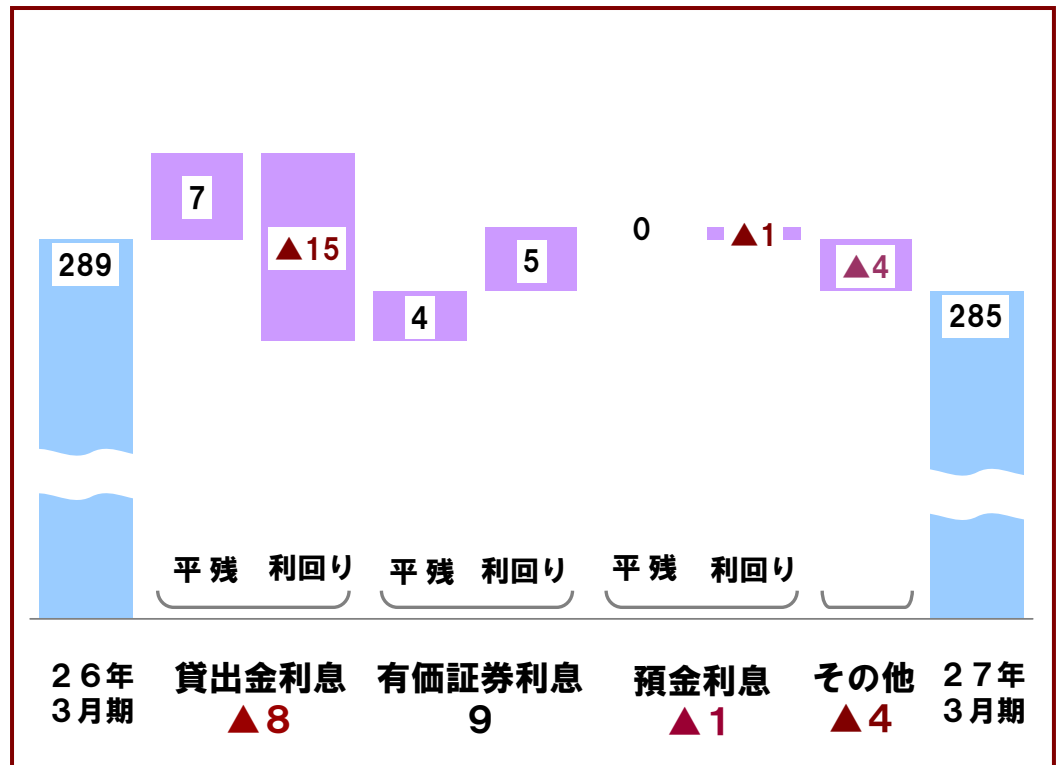 7
▲15
289
4
5
0
▲1
▲4
285
平 残 利回り
平 残 利回り
平 残 利回り
２６年
３月期
貸出金利息
▲８
有価証券利息
９
預金利息
▲１
その他
▲４
２７年
３月期